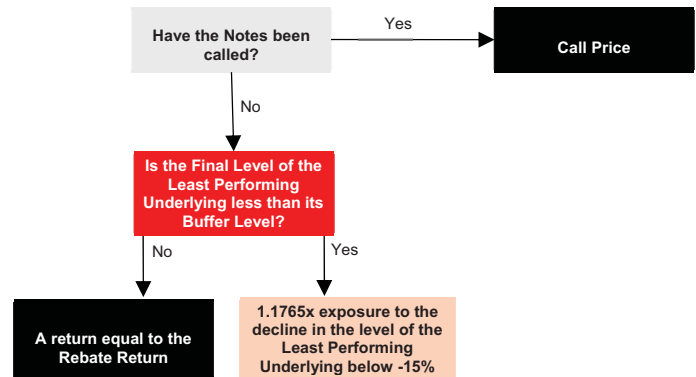 Have the Notes been
called?
Yes
Call Price
No
Is the Final Level of the
Least Performing
Underlying less than its
Buffer Level?
No
Yes
A return equal to the
Rebate Return
1.1765x exposure to the
decline in the level of the
Least Performing
Underlying below -15%